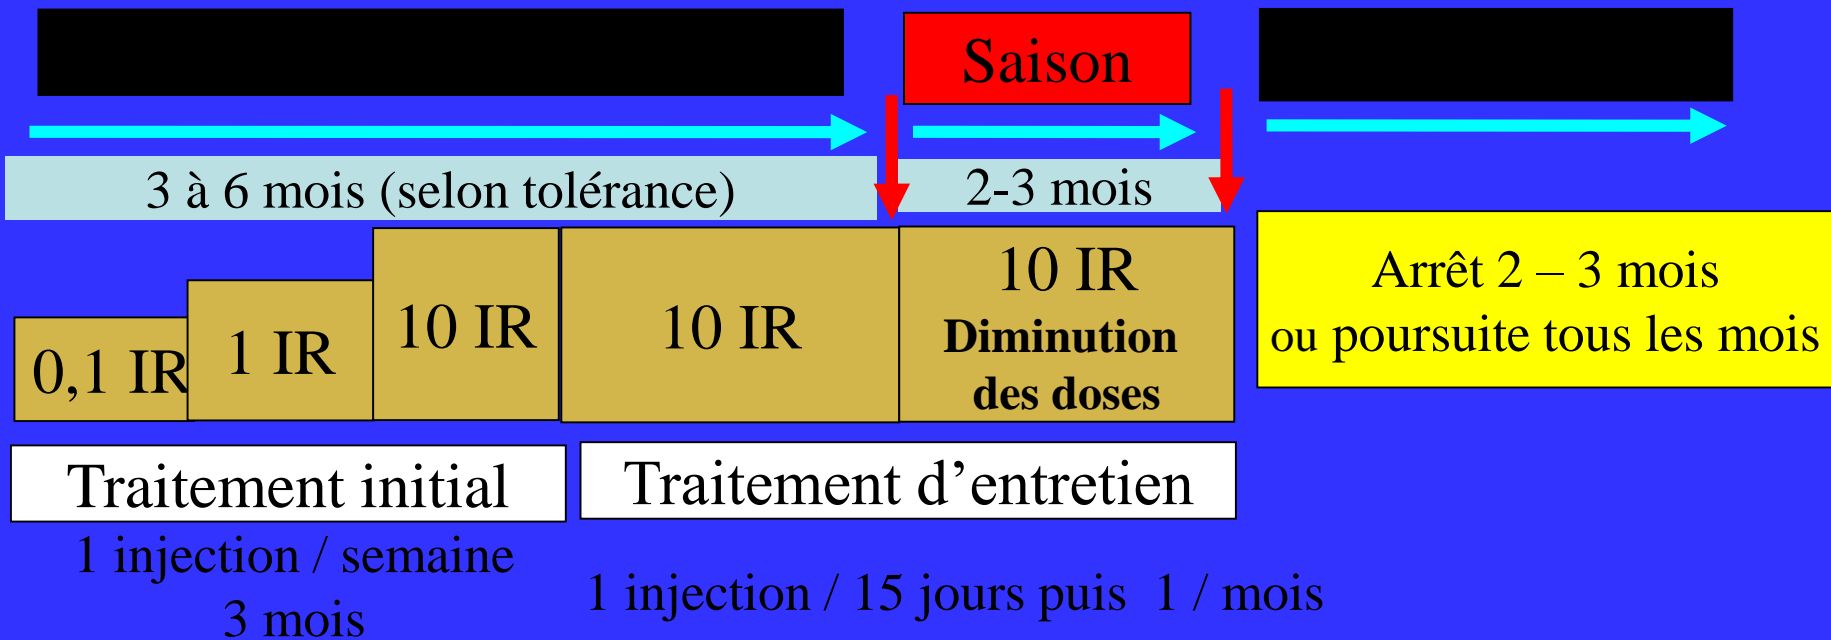 Saison
3 à 6 mois (selon tolérance)
2-3 mois
0,1 IR
1 IR
10 IR
10 IR
10 IR
Diminution
des doses
Arrêt 2 – 3 mois
ou poursuite tous les mois
Traitement initial
Traitement d’entretien
1 injection / semaine
3 mois
1 injection / 15 jours puis 1 / mois